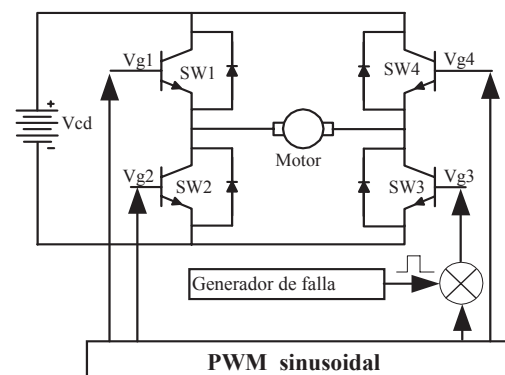 Vg1
SW1
SW4
Vg4
+
Vcd
-
Motor
Vg2
SW2
SW3
Vg3
Generador de falla
PWM sinusoidal